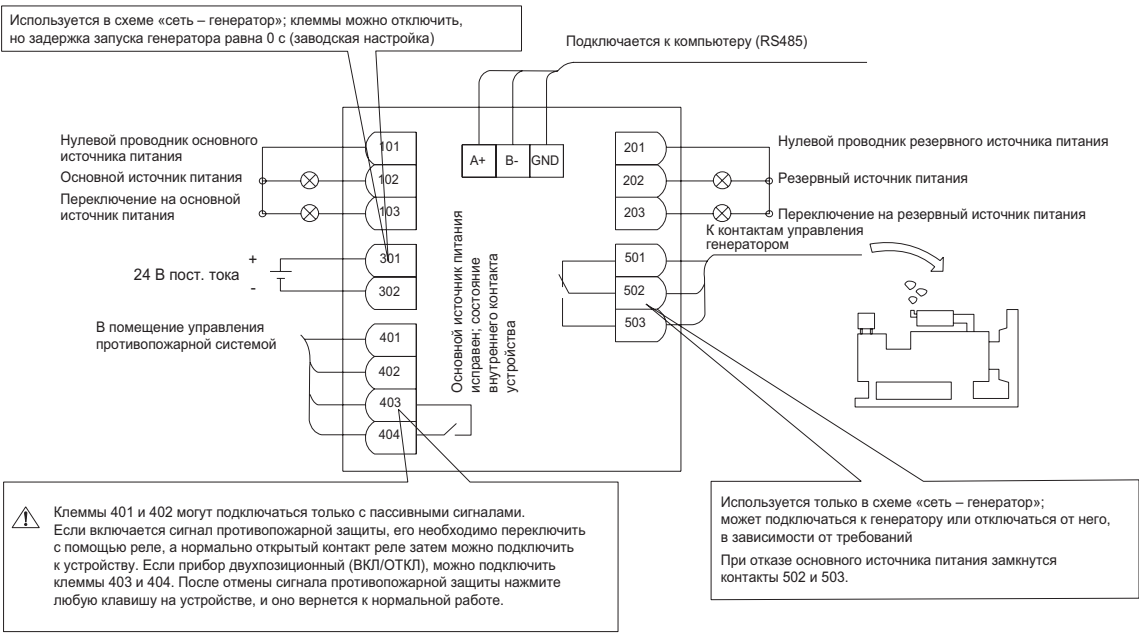 Используется в схеме «сеть – генератор»; клеммы можно отключить,
но задержка запуска генератора равна 0 с (заводская настройка)
Подключается к компьютеру (RS485)
Нулевой проводник основного
источника питания
Основной источник питания
Переключение на основной
источник питания
101
102
103
A+
B-
GND
201
202
203
Нулевой проводник резервного источника питания
Резервный источник питания
Переключение на резервный источник питания
К контактам управления
генератором
24 В пост. тока
+
-
301
302
Основной источник питания
исправен; состояние
внутреннего контакта
устройства
501
502
503
В помещение управления
противопожарной системой
401
402
403
404
Клеммы 401 и 402 могут подключаться только с пассивными сигналами.
Если включается сигнал противопожарной защиты, его необходимо переключить
с помощью реле, а нормально открытый контакт реле затем можно подключить
к устройству. Если прибор двухпозиционный (ВКЛ/ОТКЛ), можно подключить
клеммы 403 и 404. После отмены сигнала противопожарной защиты нажмите
любую клавишу на устройстве, и оно вернется к нормальной работе.
Используется только в схеме «сеть – генератор»;
может подключаться к генератору или отключаться от него,
в зависимости от требований
При отказе основного источника питания замкнутся
контакты 502 и 503.